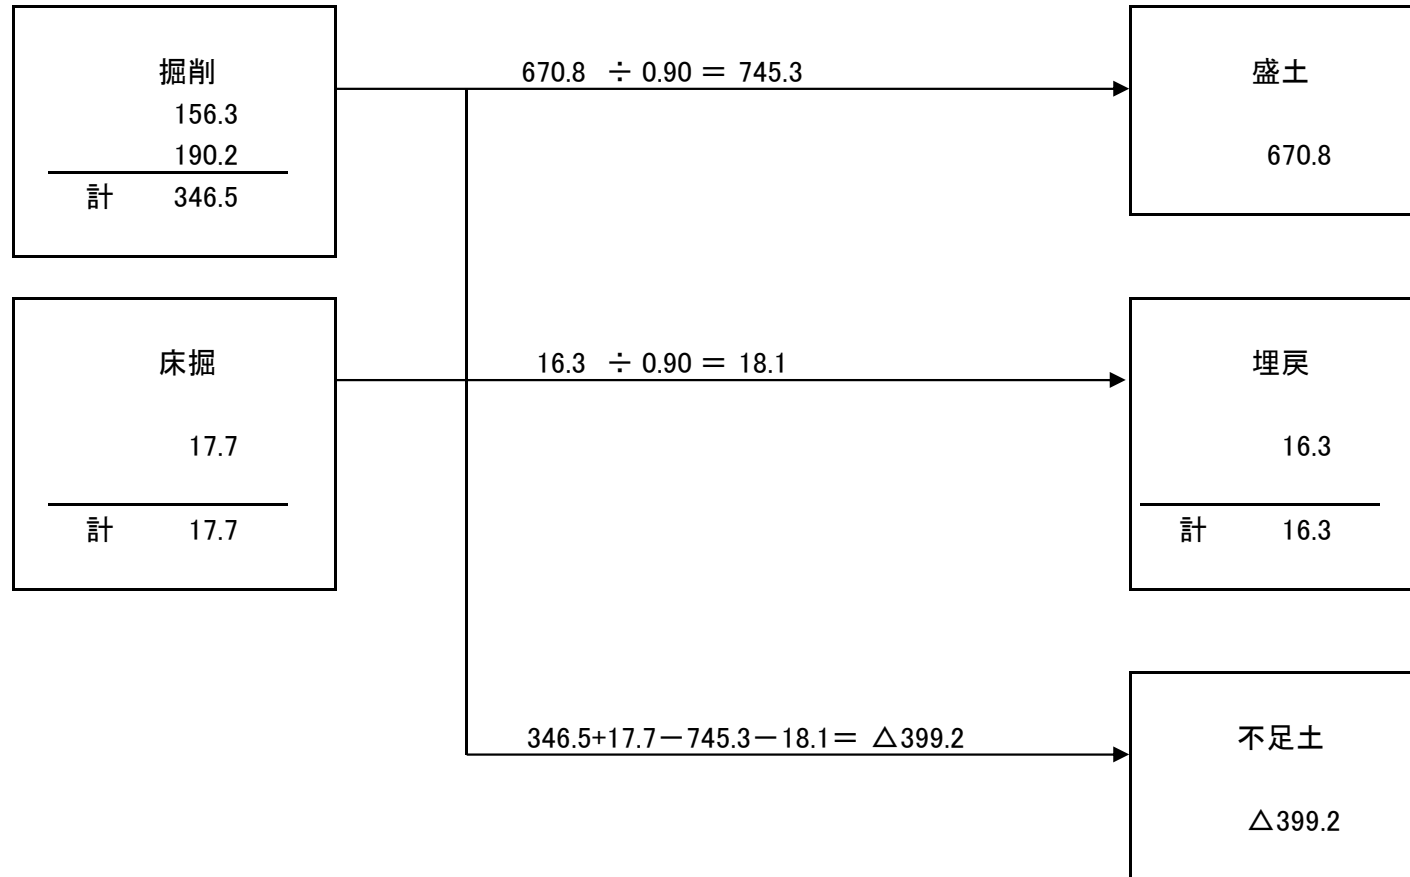 掘削
156.3
190.2
計 346.5
670.8 ÷ 0.90 = 745.3
盛土
670.8
床掘
17.7
計 17.7
16.3 ÷ 0.90 = 18.1
埋戻
16.3
計 16.3
346.5+17.7－745.3－18.1＝ △399.2
不足土
△399.2